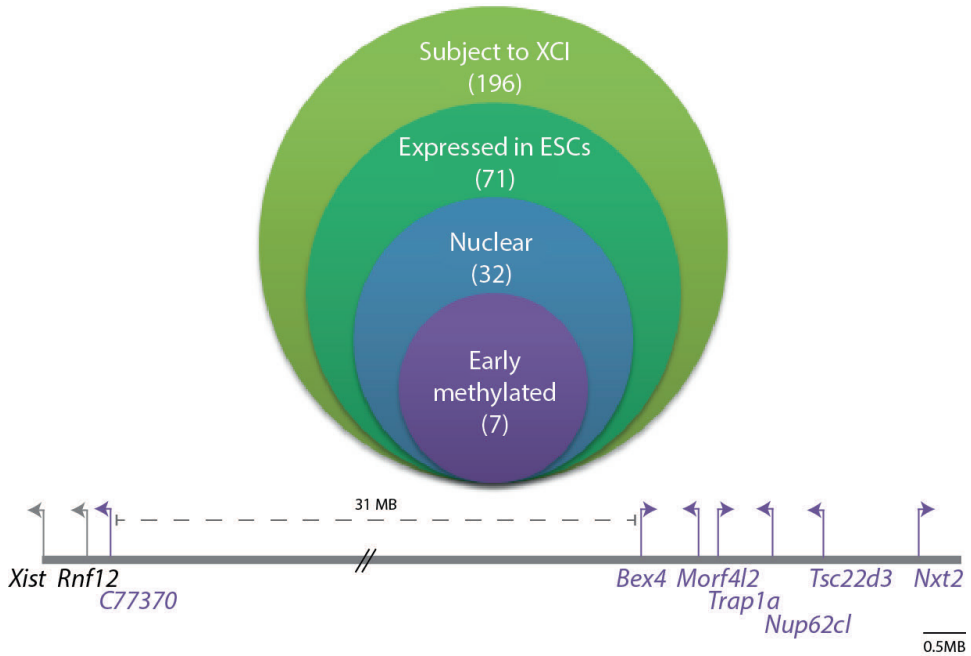 Subject to XCI
(196)
Expressed in ESCs
(71)
Nuclear
(32)
Early
methylated
(7)
31 MB
Xist Rnf12 Bex4 Morf4l2 Tsc22d3 Nxt2
C77370 Trap1a
Nup62cl
0.5MB